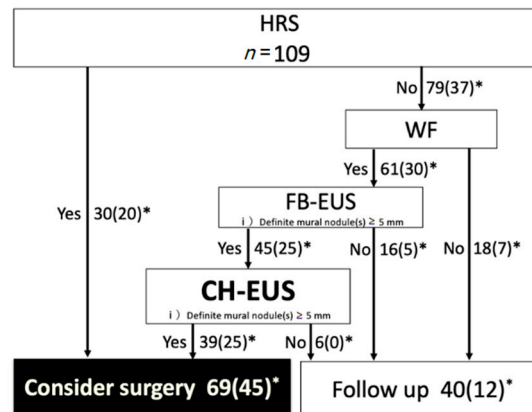 HRS
n = 109
No 79(37)*
WF
Yes 61(30)*
FB-EUS
i ) Definite mural nodule(s) ≥ 5 mm
Yes 30(20)*
Yes 45(25)*
No 16(5)*
No 18(7)*
CH-EUS
i ) Definite mural nodule(s) ≥ 5 mm
Yes 39(25)*
No 6(0)*
Consider surgery 69(45)*
Follow up 40(12)*